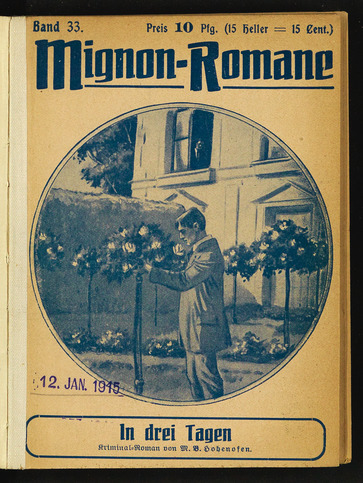 Band 33.
Preis 10 Pfg. (15 Heller = 15 Cent.)
Mignon-Romane
12. JAN. 1915
In drei Tagen
Kriminal-Roman von M. B. Hohenofen.